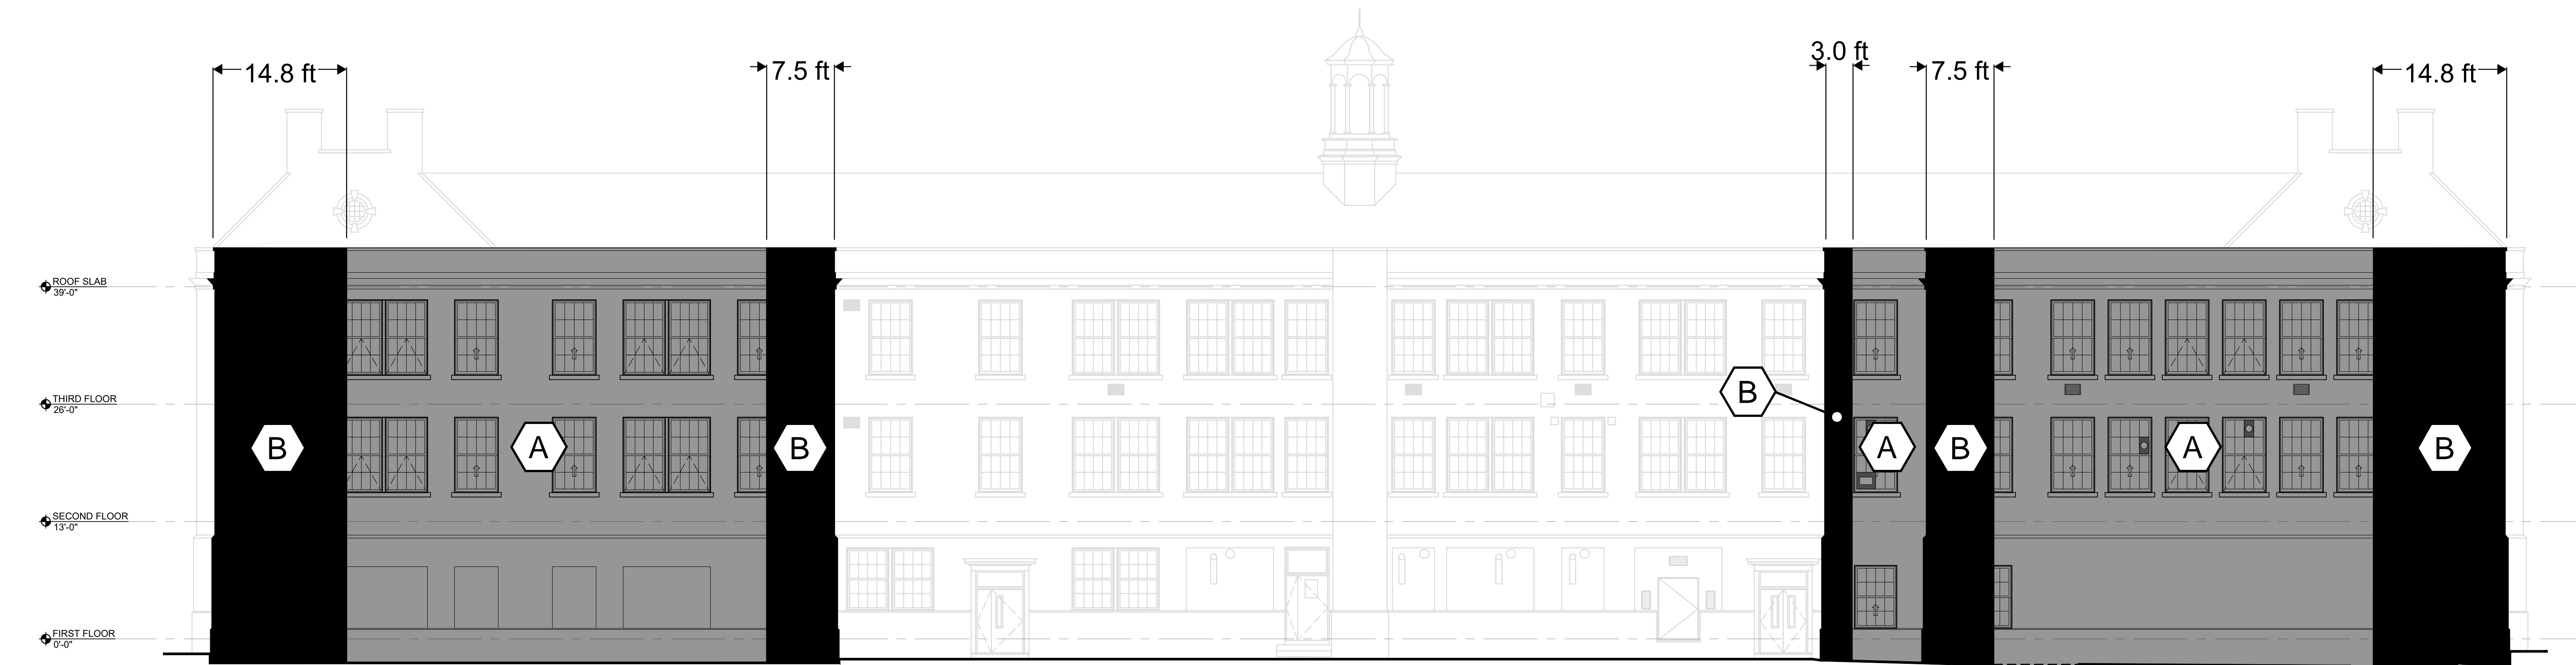 14.8 ft
7.5 ft
3.0 ft
7.5 ft
14.8 ft
ROOF SLAB
39'-0"
THIRD FLOOR
26'-0"
B
B
A
B
A
B
A
B
SECOND FLOOR
13'-0"
FIRST FLOOR
0'-0"